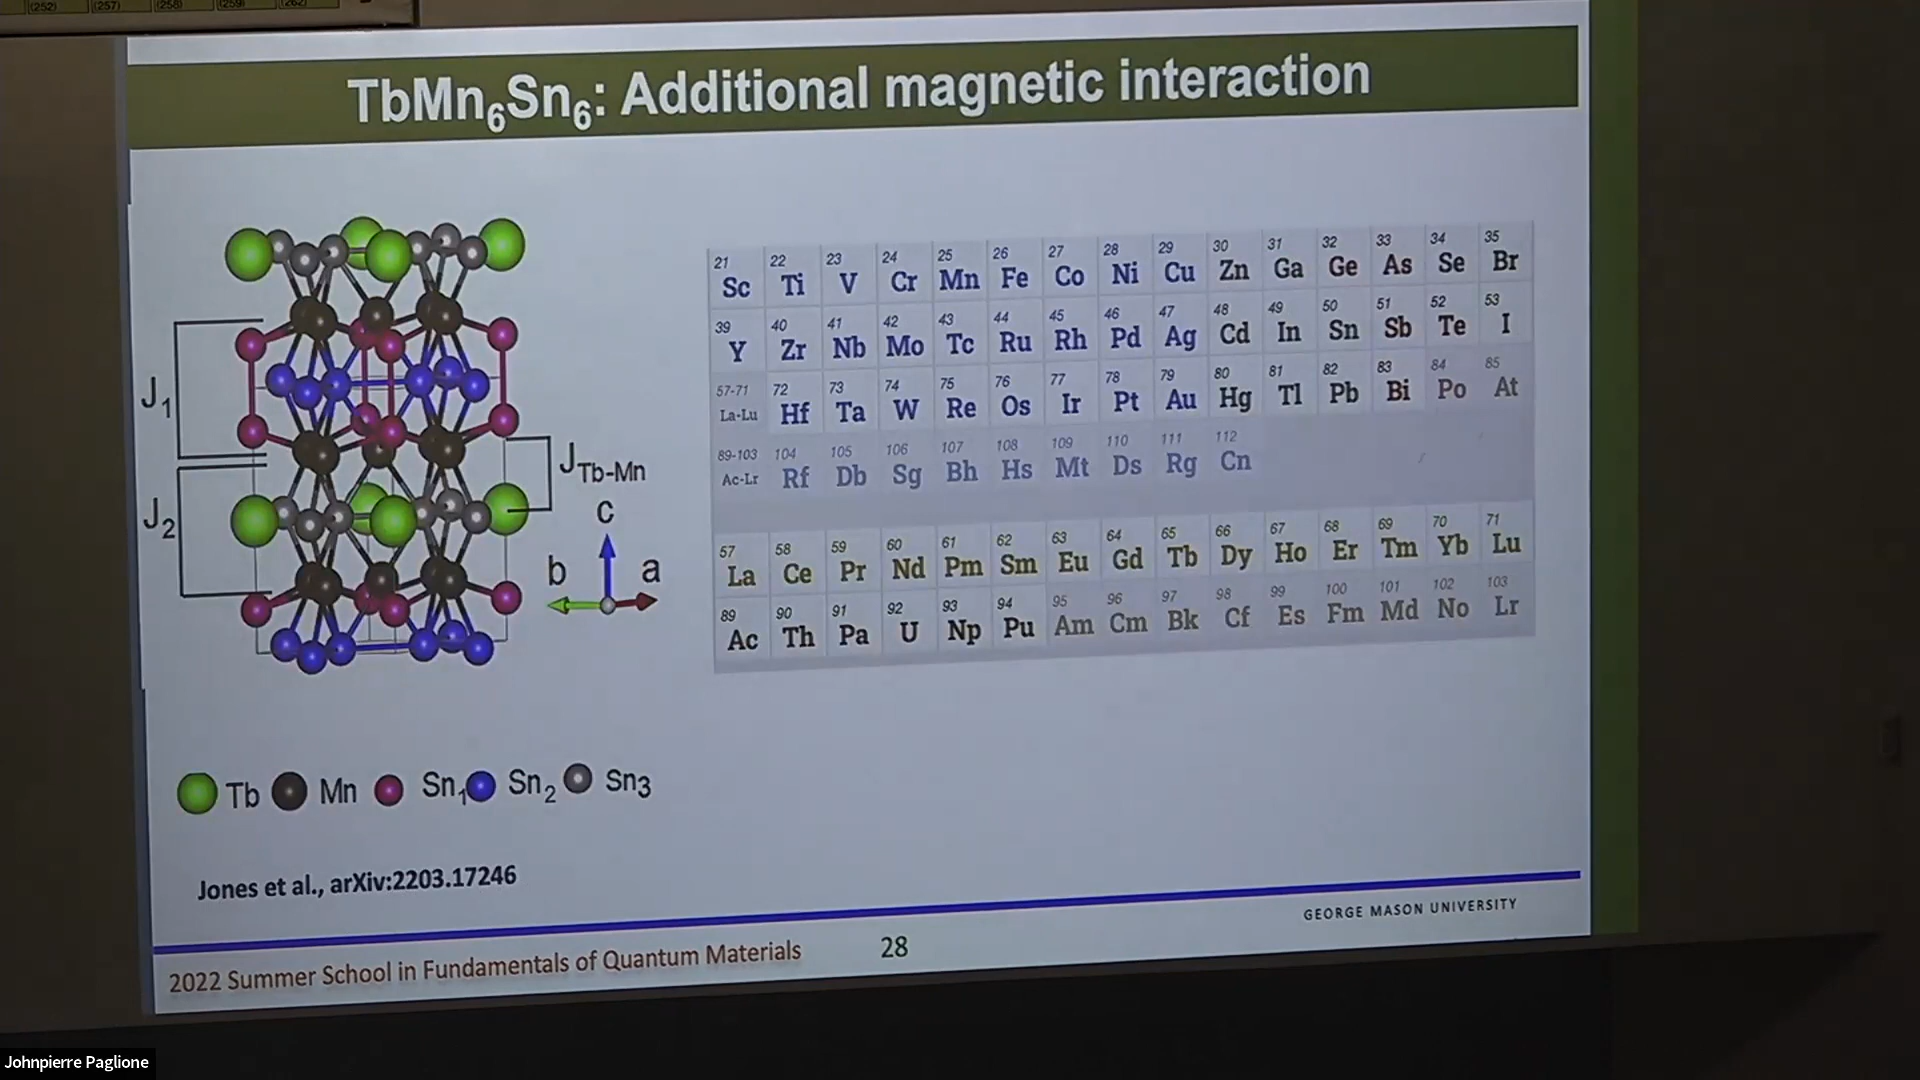 (252) (257) (258) (259) (262)
TbMn₆Sn₆: Additional magnetic interaction
J₁
J₂
J_Tb-Mn
c
b a
21 22 23 24 25 26 27 28 29 30 31 32 33 34 35
Sc Ti V Cr Mn Fe Co Ni Cu Zn Ga Ge As Se Br
39 40 41 42 43 44 45 46 47 48 49 50 51 52 53
Y Zr Nb Mo Tc Ru Rh Pd Ag Cd In Sn Sb Te I
57-71 72 73 74 75 76 77 78 79 80 81 82 83 84 85
La-Lu Hf Ta W Re Os Ir Pt Au Hg Tl Pb Bi Po At
89-103 104 105 106 107 108 109 110 111 112
Ac-Lr Rf Db Sg Bh Hs Mt Ds Rg Cn
57 58 59 60 61 62 63 64 65 66 67 68 69 70 71
La Ce Pr Nd Pm Sm Eu Gd Tb Dy Ho Er Tm Yb Lu
89 90 91 92 93 94 95 96 97 98 99 100 101 102 103
Ac Th Pa U Np Pu Am Cm Bk Cf Es Fm Md No Lr
Tb Mn Sn₁ Sn₂ Sn₃
Jones et al., arXiv:2203.17246
GEORGE MASON UNIVERSITY
2022 Summer School in Fundamentals of Quantum Materials 28
Johnpierre Paglione